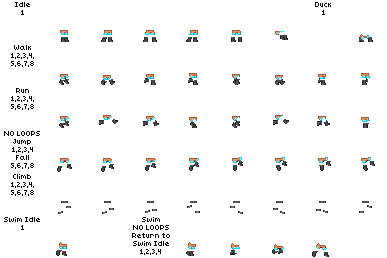 Idle
1
Duck
1
Walk
1,2,3,4,
5,6,7,8
Run
1,2,3,4,
5,6,7,8
NO LOOPS
Jump
1,2,3,4
Fall
5,6,7,8
Climb
1,2,3,4,
5,6,7,8
Swim Idle
1
Swim
NO LOOPS
Return to
Swim Idle
1,2,3,4